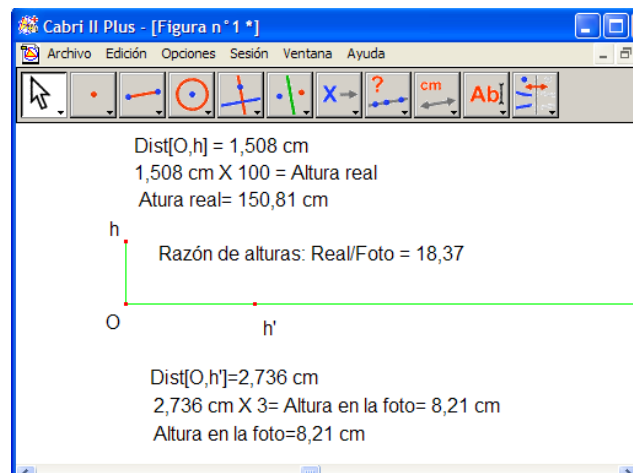 Cabri II Plus - [Figura n°1 *]
Archivo Edición Opciones Sesión Ventana Ayuda
? cm Ab
Dist[O,h] = 1,508 cm
1,508 cm X 100 = Altura real
Atura real= 150,81 cm
h
Razón de alturas: Real/Foto = 18,37
O
h'
Dist[O,h']=2,736 cm
2,736 cm X 3= Altura en la foto= 8,21 cm
Altura en la foto=8,21 cm